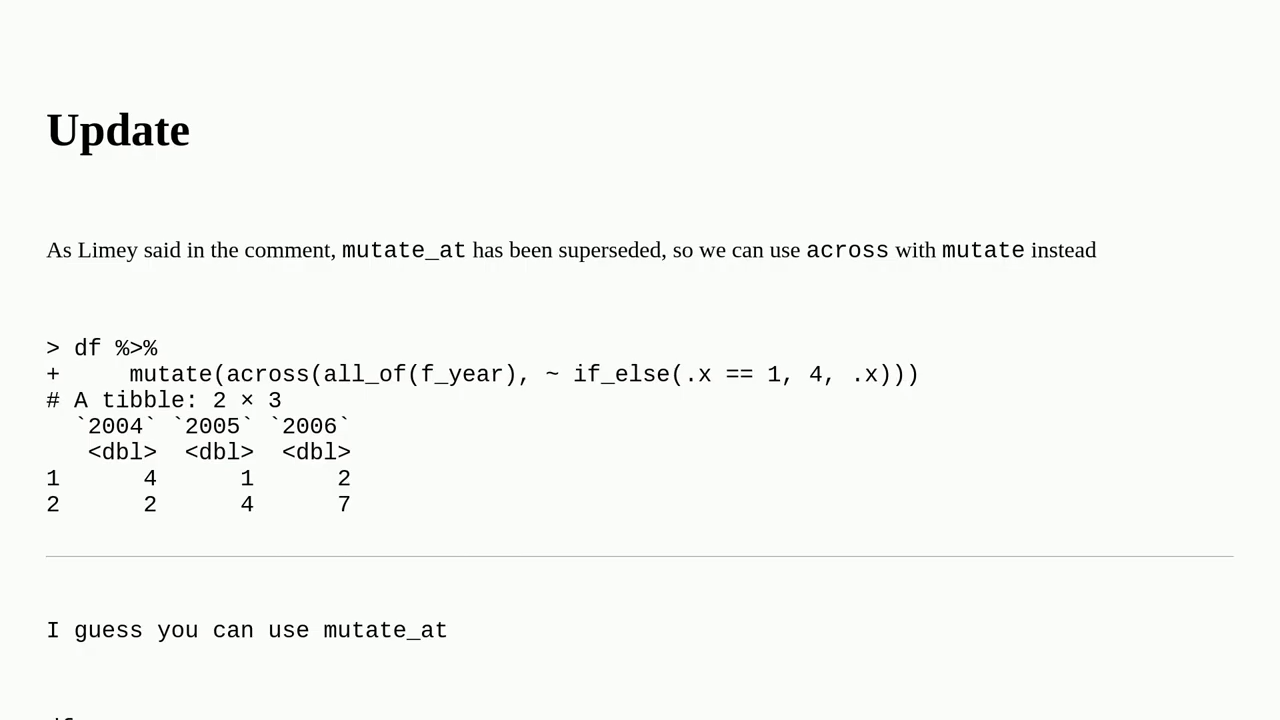 Update
As Limey said in the comment, mutate_at has been superseded, so we can use across with mutate instead
> df %>%
+     mutate(across(all_of(f_year), ~ if_else(.x == 1, 4, .x)))
# A tibble: 2 × 3
  `2004` `2005` `2006`
   <dbl>  <dbl>  <dbl>
1      4      1      2
2      2      4      7
I guess you can use mutate_at